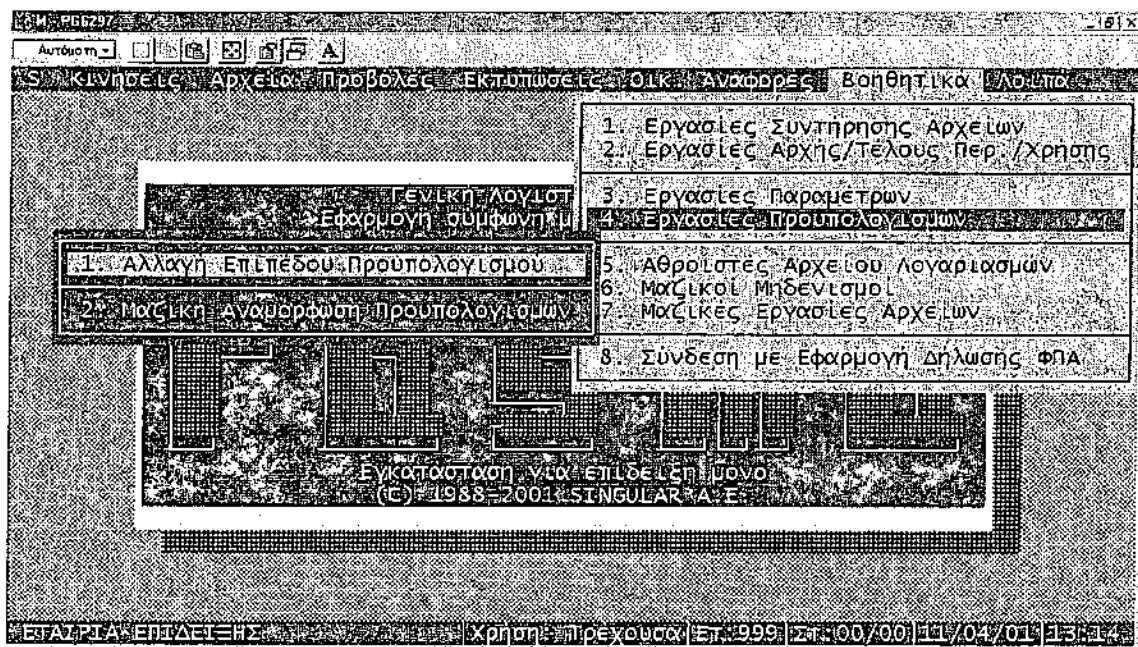 Αυτόματη
S Κινήσεις Αρχεία Προβολές Εκτυπώσεις Οικ. Αναφορές Βοηθητικά Λοιπά
1. Εργασίες Συντήρησης Αρχείων
2. Εργασίες Αρχής/Τέλους Περ./Χρήσης
3. Εργασίες Παραμέτρων
4. Εργασίες Προυπολογισμών
5. Αθροιστές Αρχείου Λογαριασμών
6. Μαζικοί Μηδενισμοί
7. Μαζικές Εργασίες Αρχείων
8. Σύνδεση με Εφαρμογή Δήλωσης ΦΠΑ
Γενική Λογιστ
Εφαρμογή σύμφωνη μ
1. Αλλαγή Επιπέδου Προυπολογισμού
2. Μαζική Αναμόρφωση Προυπολογισμών
Εγκατάσταση για επίδειξη μόνο
(C) 1988-2001 SINGULAR A.E.
ΕΤΑΙΡΙΑ ΕΠΙΔΕΙΞΗΣ Χρήση : Τρέχουσα Ετ.999 Στ.00/00 11/04/01 13:14